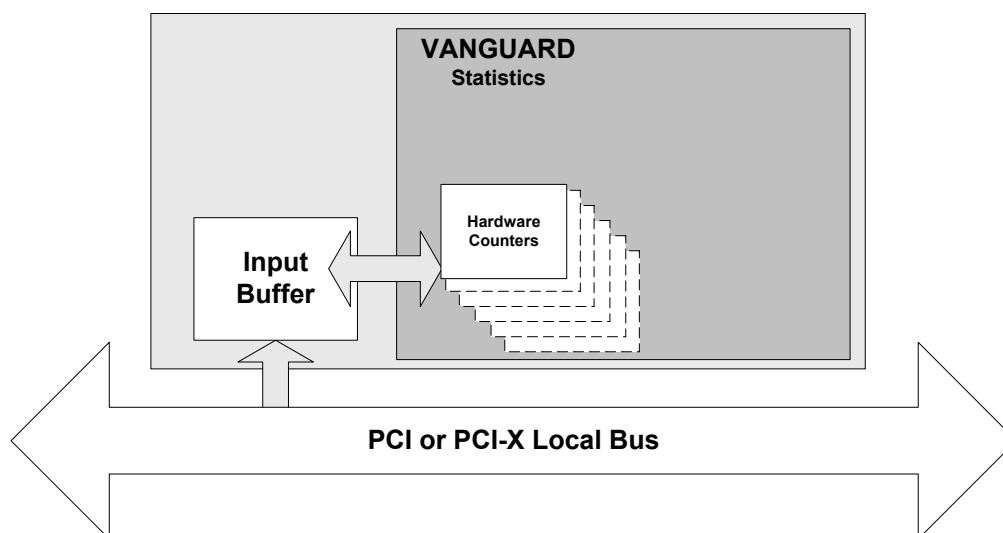 VANGUARD
Statistics
Hardware
Counters
Input
Buffer
PCI or PCI-X Local Bus